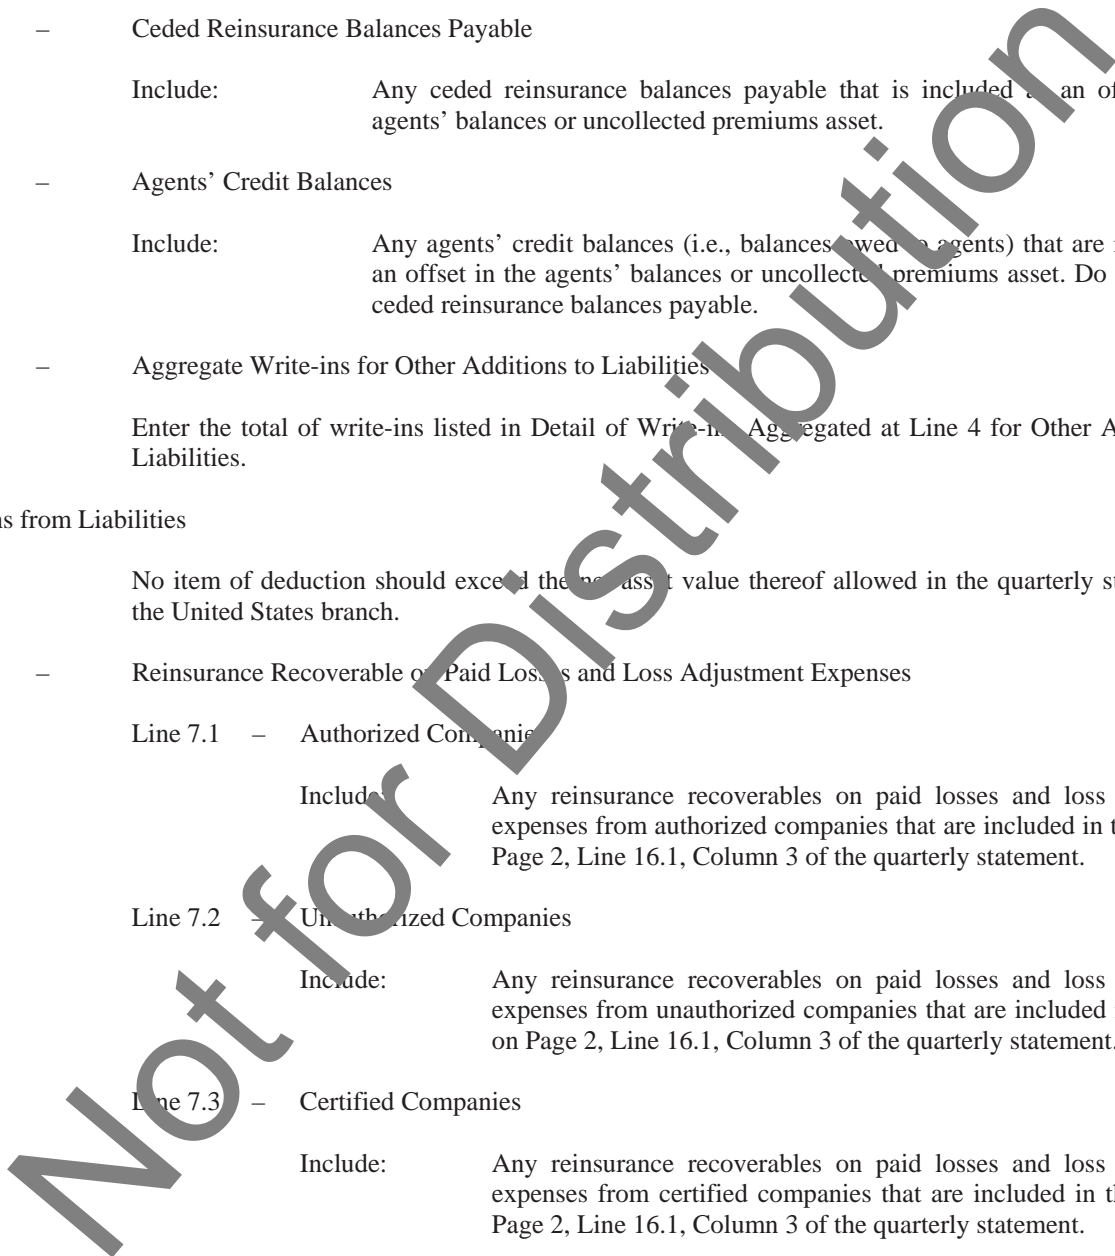 – Ceded Reinsurance Balances Payable
Include: Any ceded reinsurance balances payable that is included an
agents’ balances or uncollected premiums asset.
– Agents’ Credit Balances
Include: Any agents’ credit balances (i.e., balances owed to agents) that are
an offset in the agents’ balances or uncollected premiums asset. Do
ceded reinsurance balances payable.
– Aggregate Write-ins for Other Additions to Liabilities
Enter the total of write-ins listed in Detail of Write-ins Aggregated at Line 4 for Other
Liabilities.
from Liabilities
No item of deduction should exceed the net asset value thereof allowed in the quarterly
the United States branch.
– Reinsurance Recoverable on Paid Losses and Loss Adjustment Expenses
Line 7.1 – Authorized Companies
Include: Any reinsurance recoverables on paid losses and loss
expenses from authorized companies that are included in
Page 2, Line 16.1, Column 3 of the quarterly statement.
Line 7.2 – Unauthorized Companies
Include: Any reinsurance recoverables on paid losses and loss
expenses from unauthorized companies that are included
on Page 2, Line 16.1, Column 3 of the quarterly statement.
Line 7.3 – Certified Companies
Include: Any reinsurance recoverables on paid losses and loss
expenses from certified companies that are included in
Page 2, Line 16.1, Column 3 of the quarterly statement.
Not for Distribution